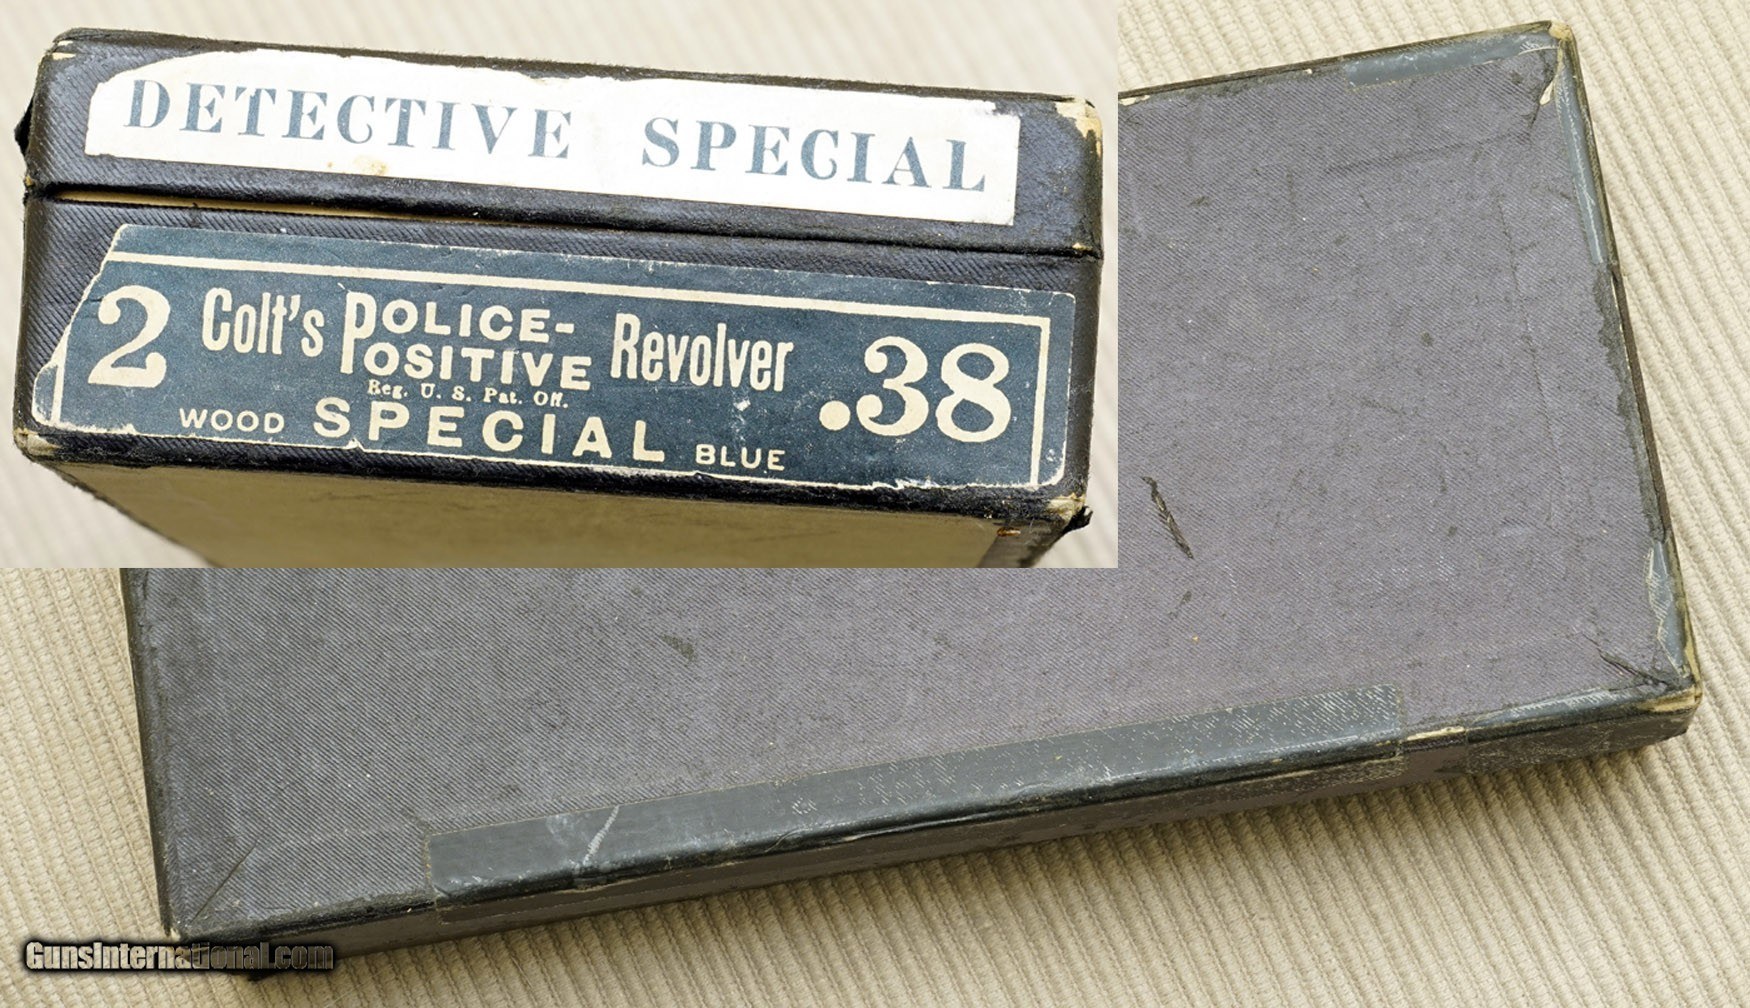 DETECTIVE SPECIAL
2 Colt's POLICE-POSITIVE Revolver .38
Reg. U. S. Pat. Off.
WOOD SPECIAL BLUE
GunsInternational.com